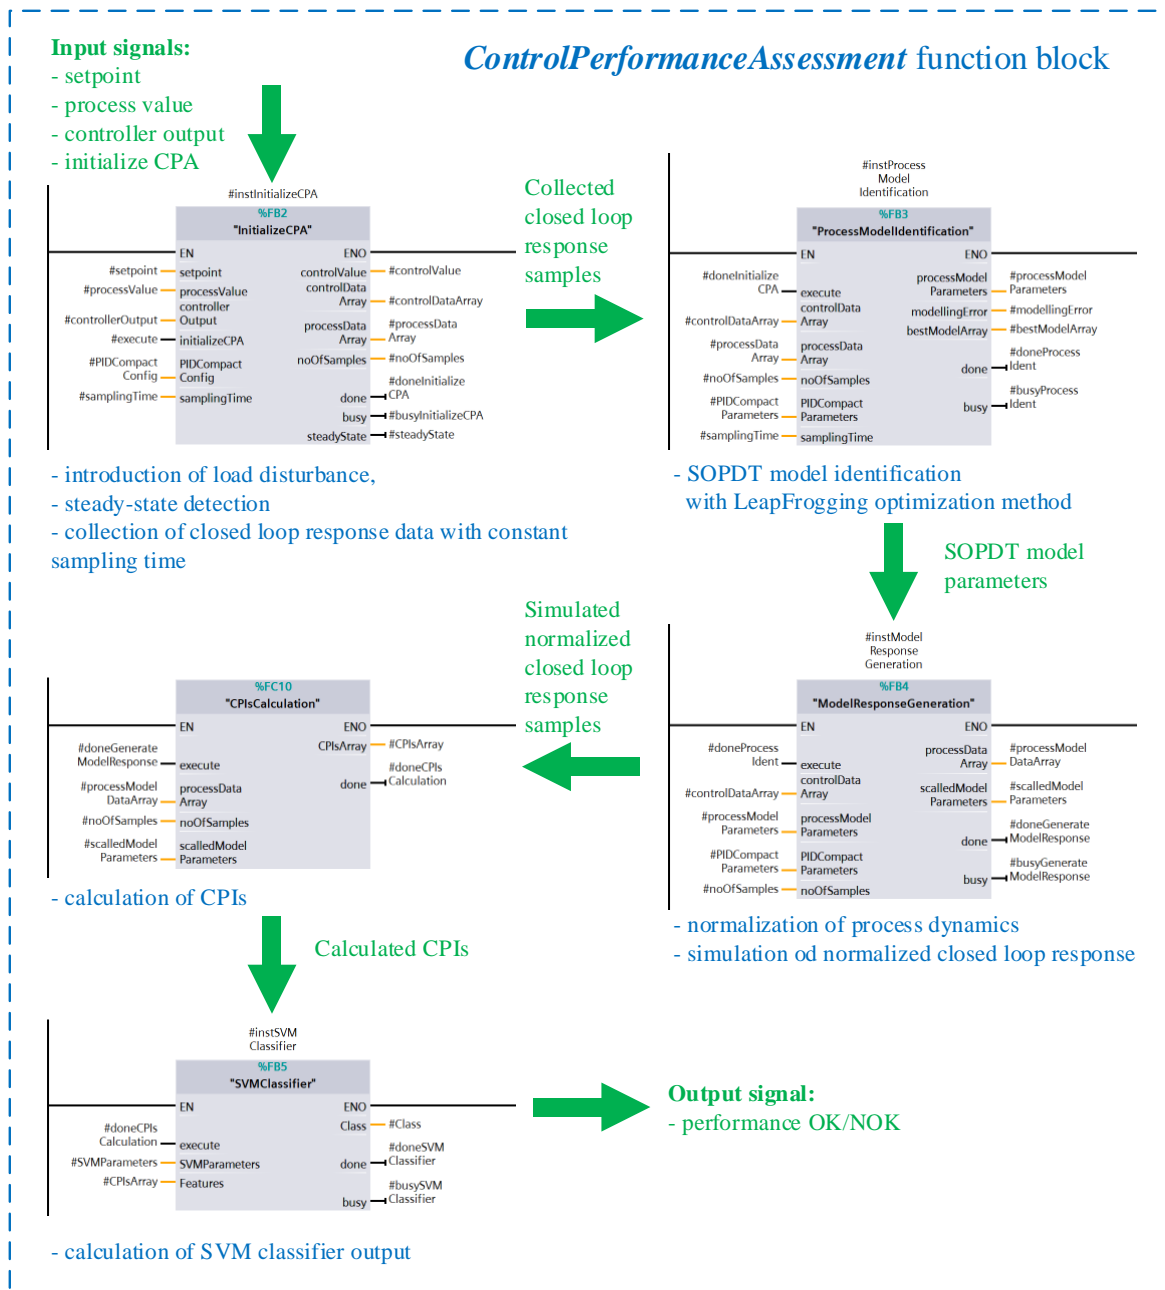 Input signals:
- setpoint
- process value
- controller output
- initialize CPA
ControlPerformanceAssessment function block
#instInitializeCPA
%FB2
"InitializeCPA"
EN
ENO
#setpoint
setpoint
controlValue
#controlValue
#processValue
processValue
controlData
Array
#controlDataArray
#controllerOutput
controller
Output
processData
Array
#processData
Array
#execute
initializeCPA
noOfSamples
#noOfSamples
#PIDCompact
Config
PIDCompact
Config
#samplingTime
samplingTime
done
#doneInitialize
CPA
busy
#busyInitializeCPA
steadyState
#steadyState
- introduction of load disturbance,
- steady-state detection
- collection of closed loop response data with constant
sampling time
Collected
closed loop
response
samples
#instProcess
Model
Identification
%FB3
"ProcessModelIdentification"
EN
ENO
#doneInitialize
CPA
execute
processModel
Parameters
#processModel
Parameters
#controlDataArray
controlData
Array
modellingError
#modellingError
bestModelArray
#bestModelArray
#processData
Array
processData
Array
done
#doneProcess
Ident
#noOfSamples
noOfSamples
#PIDCompact
Parameters
PIDCompact
Parameters
busy
#busyProcess
Ident
#samplingTime
samplingTime
- SOPDT model identification
with LeapFrogging optimization method
SOPDT model
parameters
#instModel
Response
Generation
%FB4
"ModelResponseGeneration"
EN
ENO
#doneProcess
Ident
execute
processData
Array
#processModel
DataArray
#controlDataArray
controlData
Array
scalledModel
Parameters
#scalledModel
Parameters
#processModel
Parameters
processModel
Parameters
done
#doneGenerate
ModelResponse
#PIDCompact
Parameters
PIDCompact
Parameters
busy
#busyGenerate
ModelResponse
#noOfSamples
noOfSamples
- normalization of process dynamics
- simulation od normalized closed loop response
Simulated
normalized
closed loop
response
samples
%FC10
"CPIsCalculation"
EN
ENO
#doneGenerate
ModelResponse
execute
CPIsArray
#CPIsArray
#processModel
DataArray
processData
Array
done
#doneCPIs
Calculation
#noOfSamples
noOfSamples
#scalledModel
Parameters
scalledModel
Parameters
- calculation of CPIs
Calculated CPIs
#instSVM
Classifier
%FB5
"SVMClassifier"
EN
ENO
#doneCPIs
Calculation
execute
Class
#Class
#SVMParameters
SVMParameters
done
#doneSVM
Classifier
#CPIsArray
Features
busy
#busySVM
Classifier
- calculation of SVM classifier output
Output signal:
- performance OK/NOK